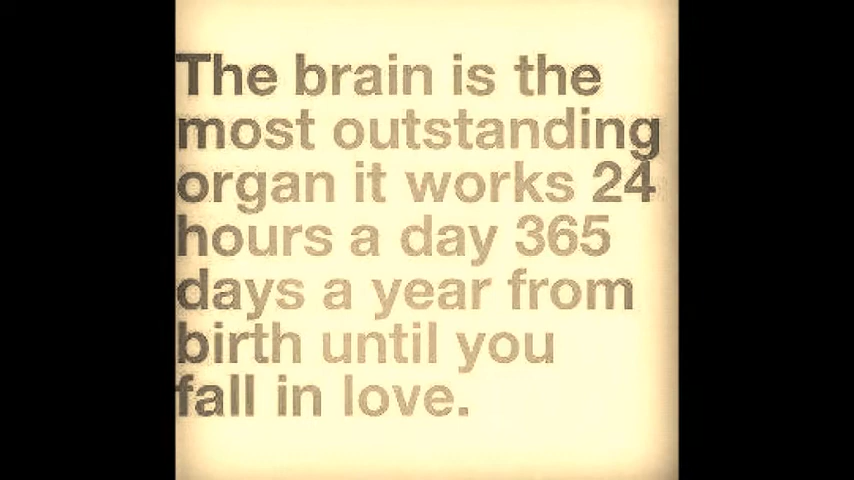 The brain is the
most outstanding
organ it works 24
hours a day 365
days a year from
birth until you
fall in love.